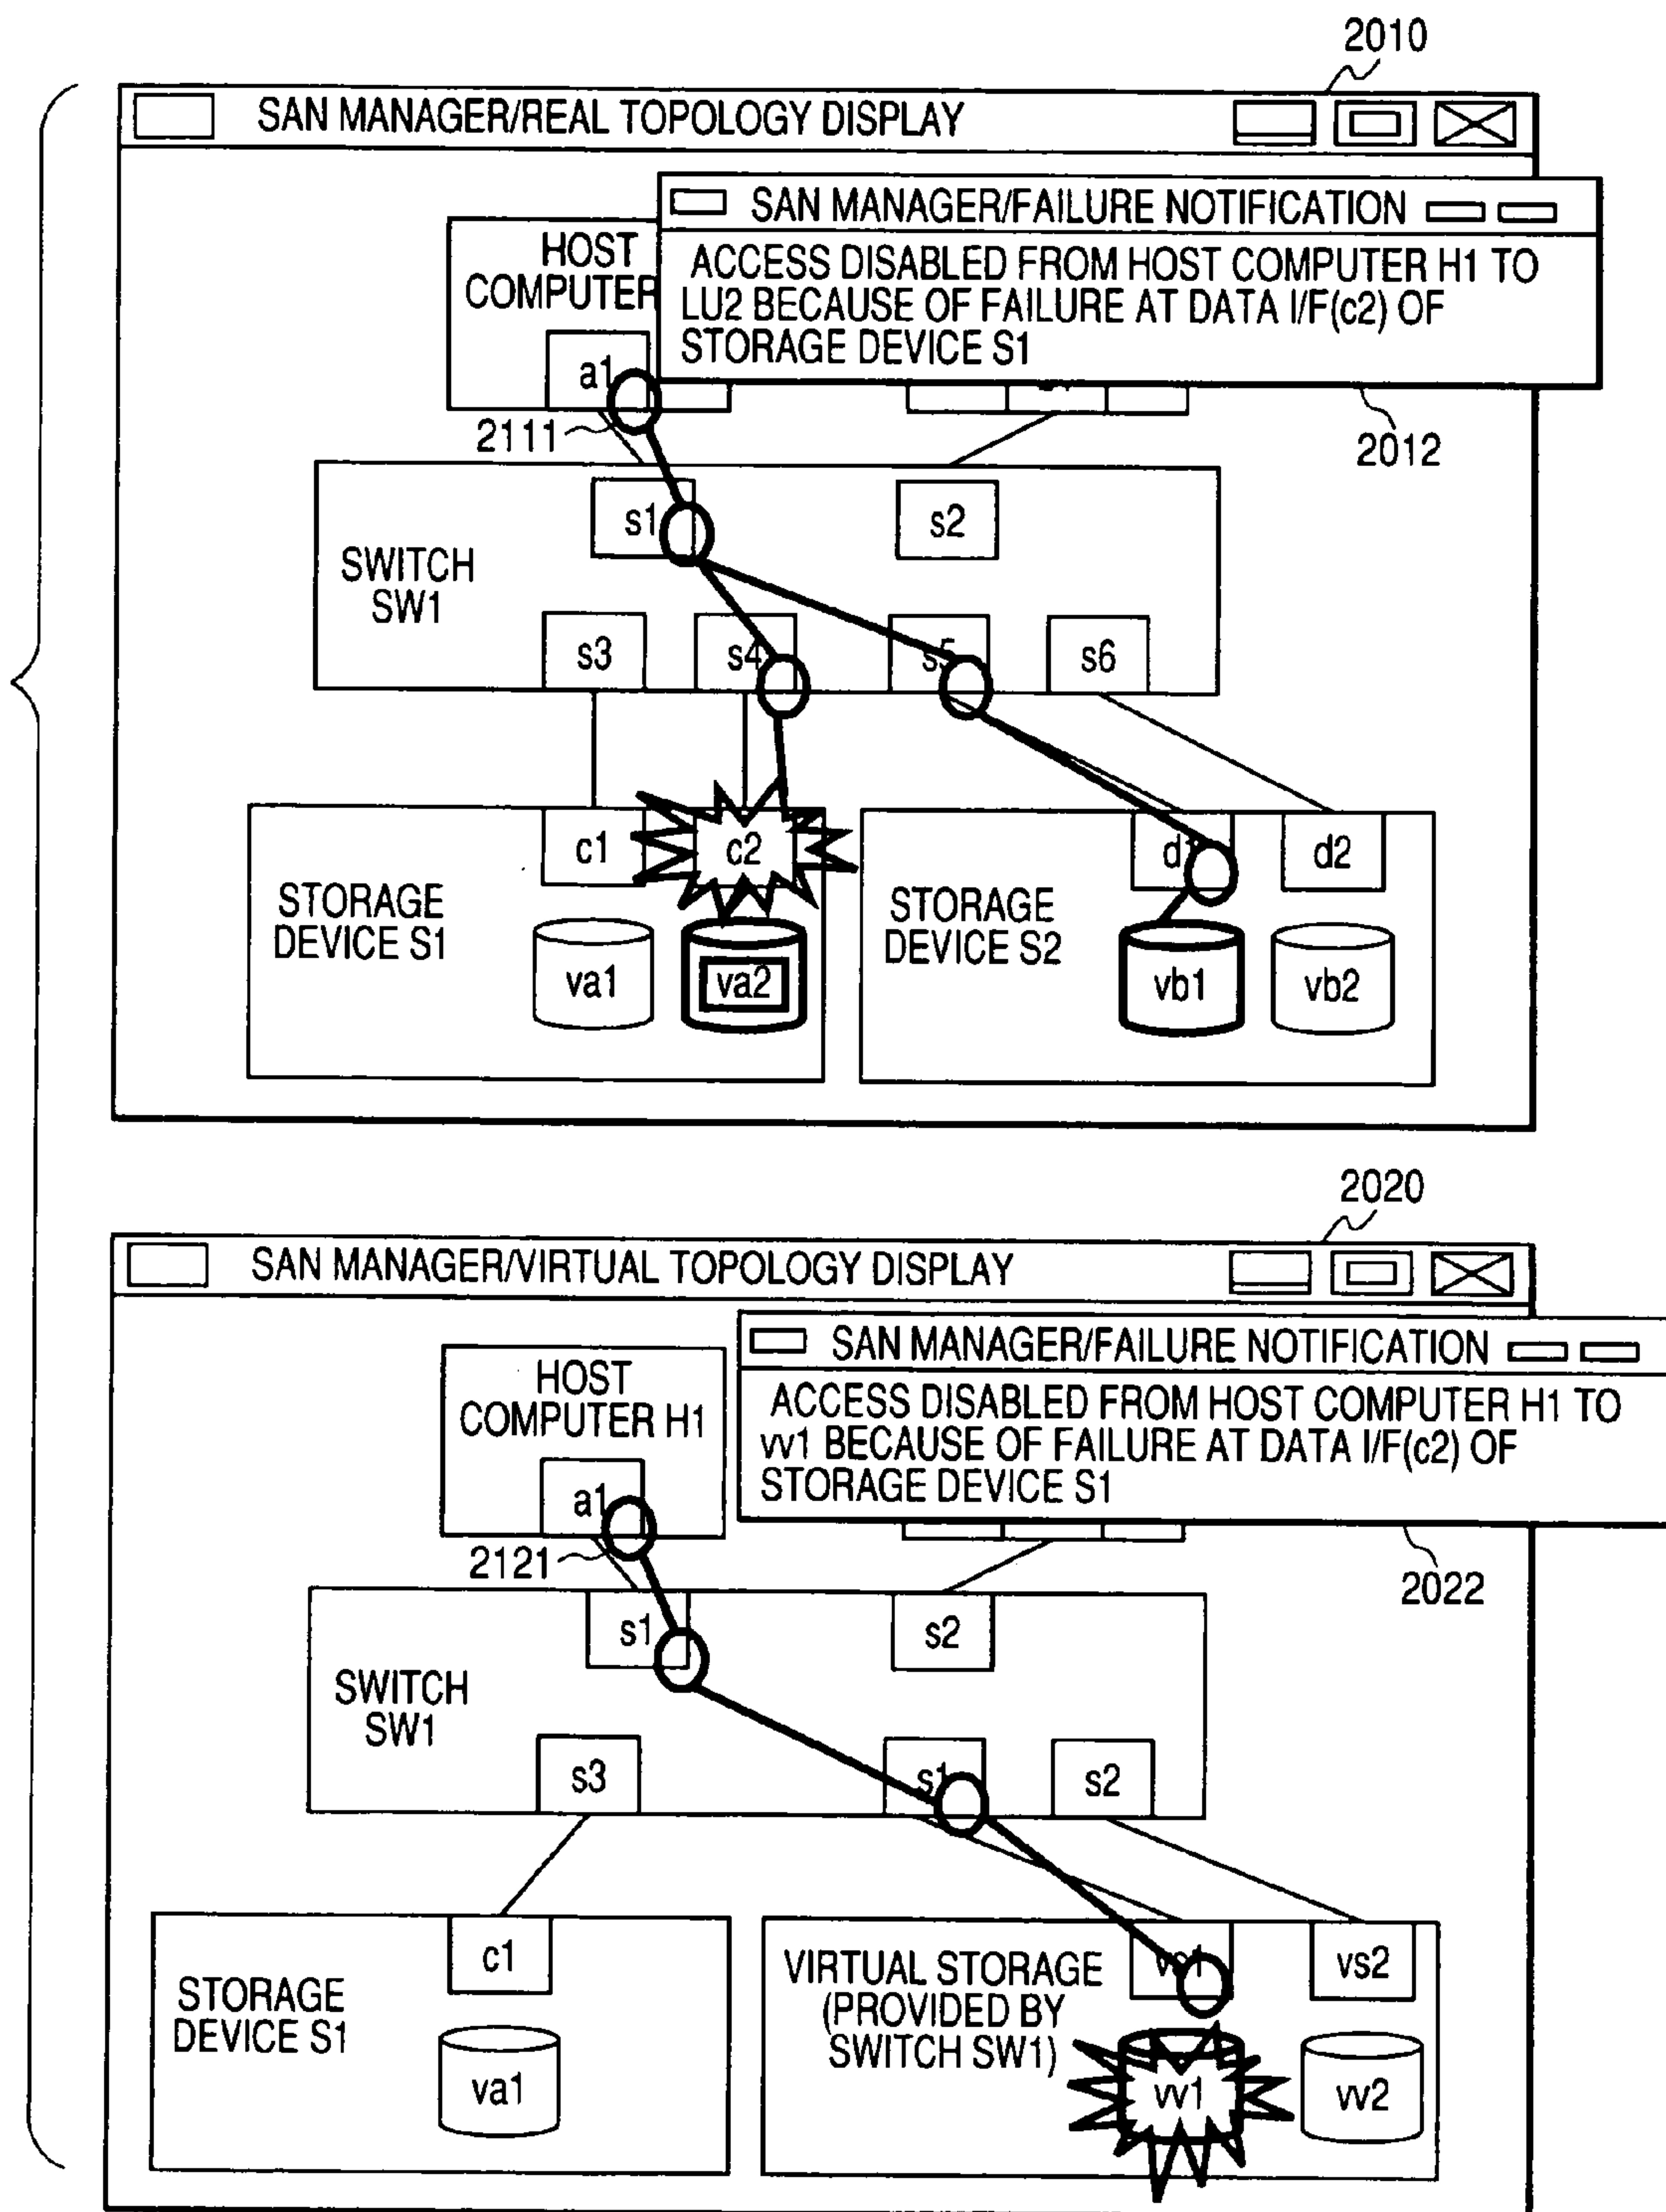 2010
SAN MANAGER/REAL TOPOLOGY DISPLAY
SAN MANAGER/FAILURE NOTIFICATION
ACCESS DISABLED FROM HOST COMPUTER H1 TO
LU2 BECAUSE OF FAILURE AT DATA I/F(c2) OF
STORAGE DEVICE S1
HOST
COMPUTER
a1
2111
2012
s1
s2
SWITCH
SW1
s3
s4
s5
s6
c1
c2
d
d2
STORAGE
DEVICE S1
va1
va2
STORAGE
DEVICE S2
vb1
vb2
2020
SAN MANAGER/VIRTUAL TOPOLOGY DISPLAY
SAN MANAGER/FAILURE NOTIFICATION
ACCESS DISABLED FROM HOST COMPUTER H1 TO
vv1 BECAUSE OF FAILURE AT DATA I/F(c2) OF
STORAGE DEVICE S1
HOST
COMPUTER H1
a1
2121
2022
s1
s2
SWITCH
SW1
s3
s1
s2
c1
STORAGE
DEVICE S1
va1
VIRTUAL STORAGE
(PROVIDED BY
SWITCH SW1)
vs1
vs2
vv1
vv2